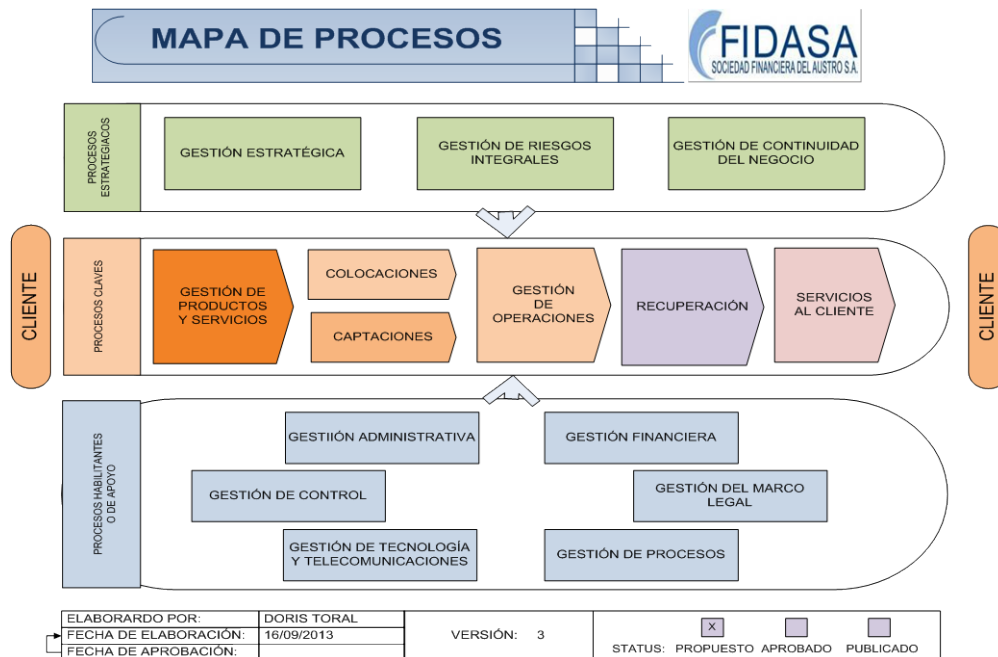 MAPA DE PROCESOS
FIDASA
SOCIEDAD FINANCIERA DEL AUSTRO S.A.
PROCESOS
ESTRATEGIACOS
GESTIÓN ESTRATÉGICA
GESTIÓN DE RIESGOS
INTEGRALES
GESTIÓN DE CONTINUIDAD
DEL NEGOCIO
CLIENTE
PROCESOS CLAVES
GESTIÓN DE
PRODUCTOS
Y SERVICIOS
COLOCACIONES
CAPTACIONES
GESTIÓN
DE
OPERACIONES
RECUPERACIÓN
SERVICIOS
AL CLIENTE
CLIENTE
PROCESOS HABILITANTES
O DE APOYO
GESTIIÓN ADMINISTRATIVA
GESTIÓN FINANCIERA
GESTIÓN DE CONTROL
GESTIÓN DEL MARCO
LEGAL
GESTIÓN DE TECNOLOGÍA
Y TELECOMUNICACIONES
GESTIÓN DE PROCESOS
ELABORARDO POR: DORIS TORAL
FECHA DE ELABORACIÓN: 16/09/2013
FECHA DE APROBACIÓN:
VERSIÓN: 3
X
STATUS: PROPUESTO APROBADO PUBLICADO